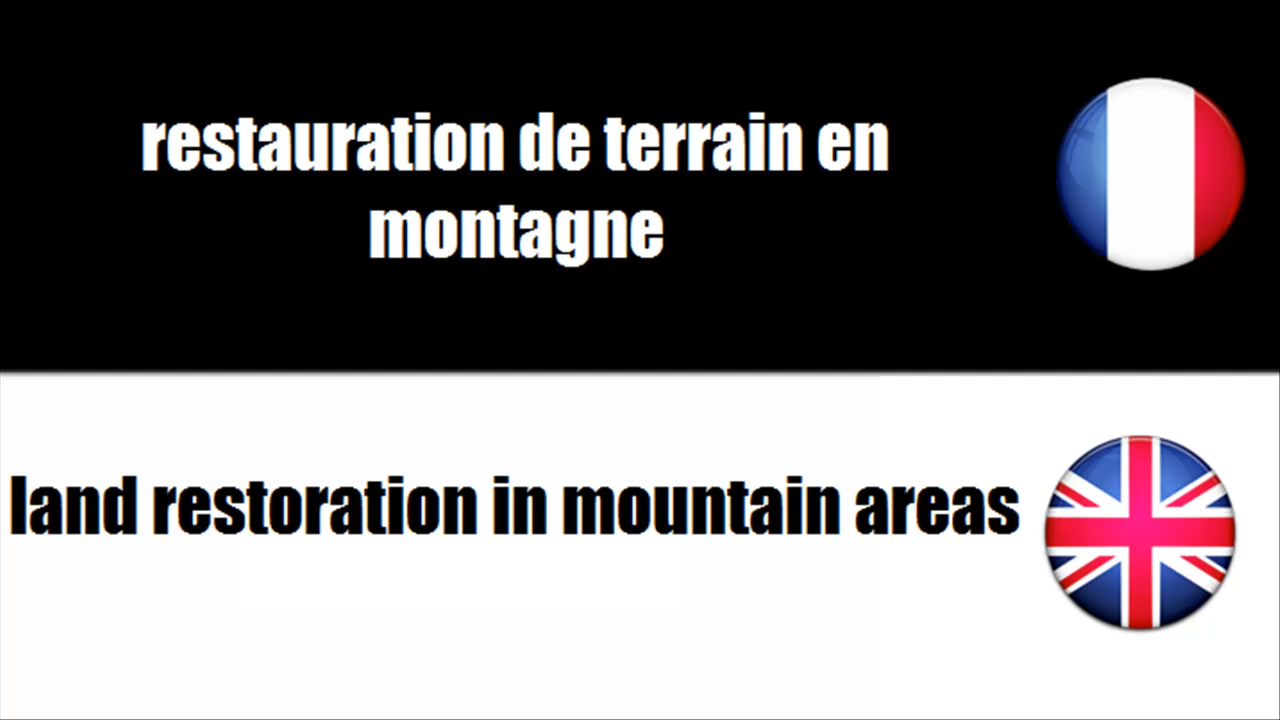 restauration de terrain en
montagne
land restoration in mountain areas